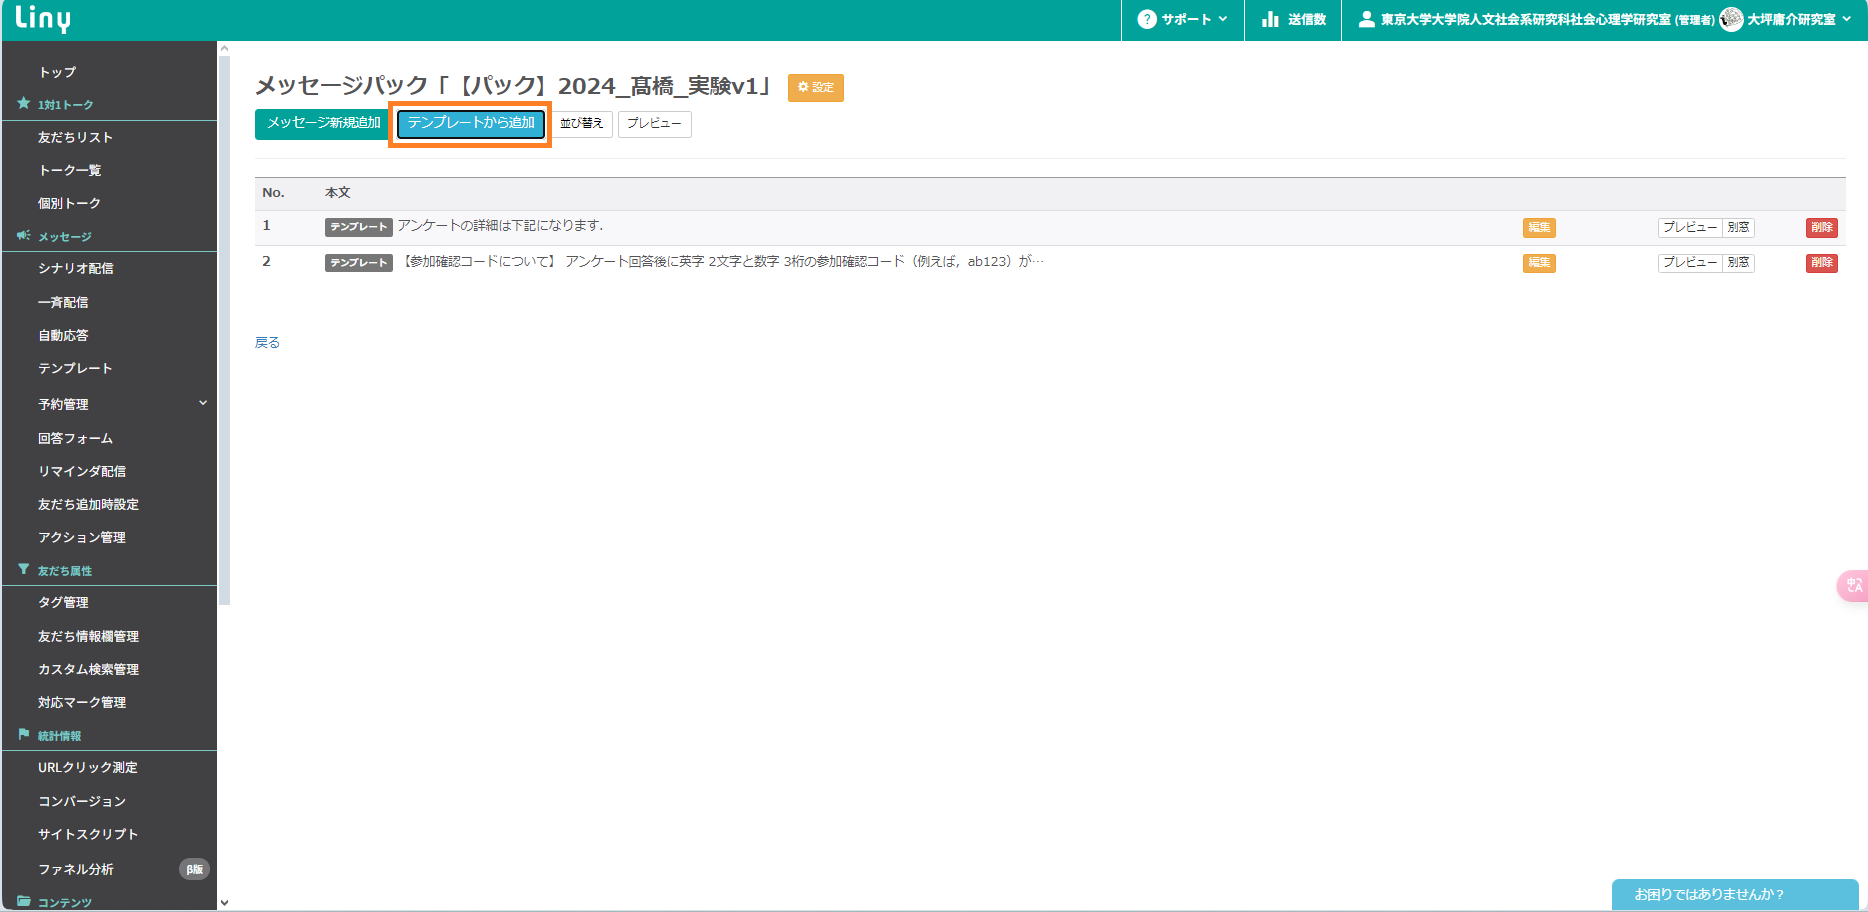 Liny
サポート
送信数
東京大学大学院人文社会系研究科社会心理学研究室 (管理者) 大坪庸介研究室
トップ
1対1トーク
友だちリスト
トーク一覧
個別トーク
メッセージ
シナリオ配信
一斉配信
自動応答
テンプレート
予約管理
回答フォーム
リマインダ配信
友だち追加時設定
アクション管理
友だち属性
タグ管理
友だち情報欄管理
カスタム検索管理
対応マーク管理
統計情報
URLクリック測定
コンバージョン
サイトスクリプト
ファネル分析 β版
コンテンツ
メッセージパック「【パック】2024_髙橋_実験v1」 設定
メッセージ新規追加 テンプレートから追加 並び替え プレビュー
No. 本文
1 テンプレート アンケートの詳細は下記になります. 編集 プレビュー 別窓 削除
2 テンプレート 【参加確認コードについて】 アンケート回答後に英字 2文字と数字 3桁の参加確認コード（例えば，ab123）が… 編集 プレビュー 別窓 削除
戻る
中A
お困りではありませんか？